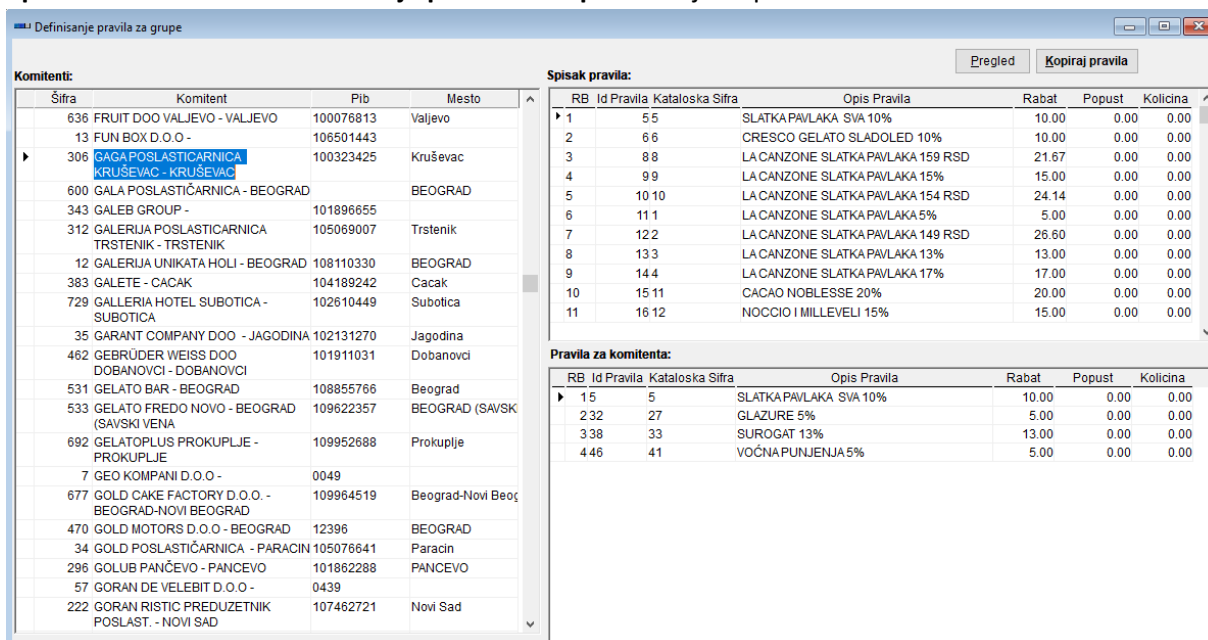 Definisanje pravila za grupe
Pregled Kopiraj pravila
Komitenti:
Šifra Komitent Pib Mesto
636 FRUIT DOO VALJEVO - VALJEVO 100076813 Valjevo
13 FUN BOX D.O.O - 106501443
306 GAGA POSLASTICARNICA 100323425 Kruševac
KRUŠEVAC - KRUŠEVAC
600 GALA POSLASTIČARNICA - BEOGRAD BEOGRAD
343 GALEB GROUP - 101896655
312 GALERIJA POSLASTICARNICA 105069007 Trstenik
TRSTENIK - TRSTENIK
12 GALERIJA UNIKATA HOLI - BEOGRAD 108110330 BEOGRAD
383 GALETE - CACAK 104189242 Cacak
729 GALLERIA HOTEL SUBOTICA - 102610449 Subotica
SUBOTICA
35 GARANT COMPANY DOO - JAGODINA 102131270 Jagodina
462 GEBRÜDER WEISS DOO 101911031 Dobanovci
DOBANOVCI - DOBANOVCI
531 GELATO BAR - BEOGRAD 108855766 Beograd
533 GELATO FREDO NOVO - BEOGRAD 109622357 BEOGRAD (SAVSK
(SAVSKI VENA
692 GELATOPLUS PROKUPLJE - 109952688 Prokuplje
PROKUPLJE
7 GEO KOMPANI D.O.O - 0049
677 GOLD CAKE FACTORY D.O.O. - 109964519 Beograd-Novi Beog
BEOGRAD-NOVI BEOGRAD
470 GOLD MOTORS D.O.O - BEOGRAD 12396 BEOGRAD
34 GOLD POSLASTIČARNICA - PARACIN 105076641 Paracin
296 GOLUB PANČEVO - PANCEVO 101862288 PANCEVO
57 GORAN DE VELEBIT D.O.O - 0439
222 GORAN RISTIC PREDUZETNIK 107462721 Novi Sad
POSLAST. - NOVI SAD
Spisak pravila:
RB Id Pravila Kataloska Sifra Opis Pravila Rabat Popust Kolicina
1 5 5 SLATKA PAVLAKA SVA 10% 10.00 0.00 0.00
2 6 6 CRESCO GELATO SLADOLED 10% 10.00 0.00 0.00
3 8 8 LA CANZONE SLATKA PAVLAKA 159 RSD 21.67 0.00 0.00
4 9 9 LA CANZONE SLATKA PAVLAKA 15% 15.00 0.00 0.00
5 10 10 LA CANZONE SLATKA PAVLAKA 154 RSD 24.14 0.00 0.00
6 11 1 LA CANZONE SLATKA PAVLAKA 5% 5.00 0.00 0.00
7 12 2 LA CANZONE SLATKA PAVLAKA 149 RSD 26.60 0.00 0.00
8 13 3 LA CANZONE SLATKA PAVLAKA 13% 13.00 0.00 0.00
9 14 4 LA CANZONE SLATKA PAVLAKA 17% 17.00 0.00 0.00
10 15 11 CACAO NOBLESSE 20% 20.00 0.00 0.00
11 16 12 NOCCIO I MILLEVELI 15% 15.00 0.00 0.00
Pravila za komitenta:
RB Id Pravila Kataloska Sifra Opis Pravila Rabat Popust Kolicina
1 5 5 SLATKA PAVLAKA SVA 10% 10.00 0.00 0.00
2 32 27 GLAZURE 5% 5.00 0.00 0.00
3 38 33 SUROGAT 13% 13.00 0.00 0.00
4 46 41 VOĆNA PUNJENJA 5% 5.00 0.00 0.00